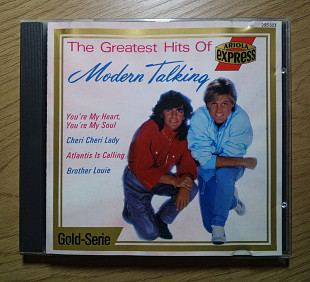 The Greatest Hits Of
ARIOLA
EXPRESS
Modern Talking
You're My Heart,
You're My Soul
Cheri Cheri Lady
Atlantis Is Calling
Brother Louie
Gold-Serie